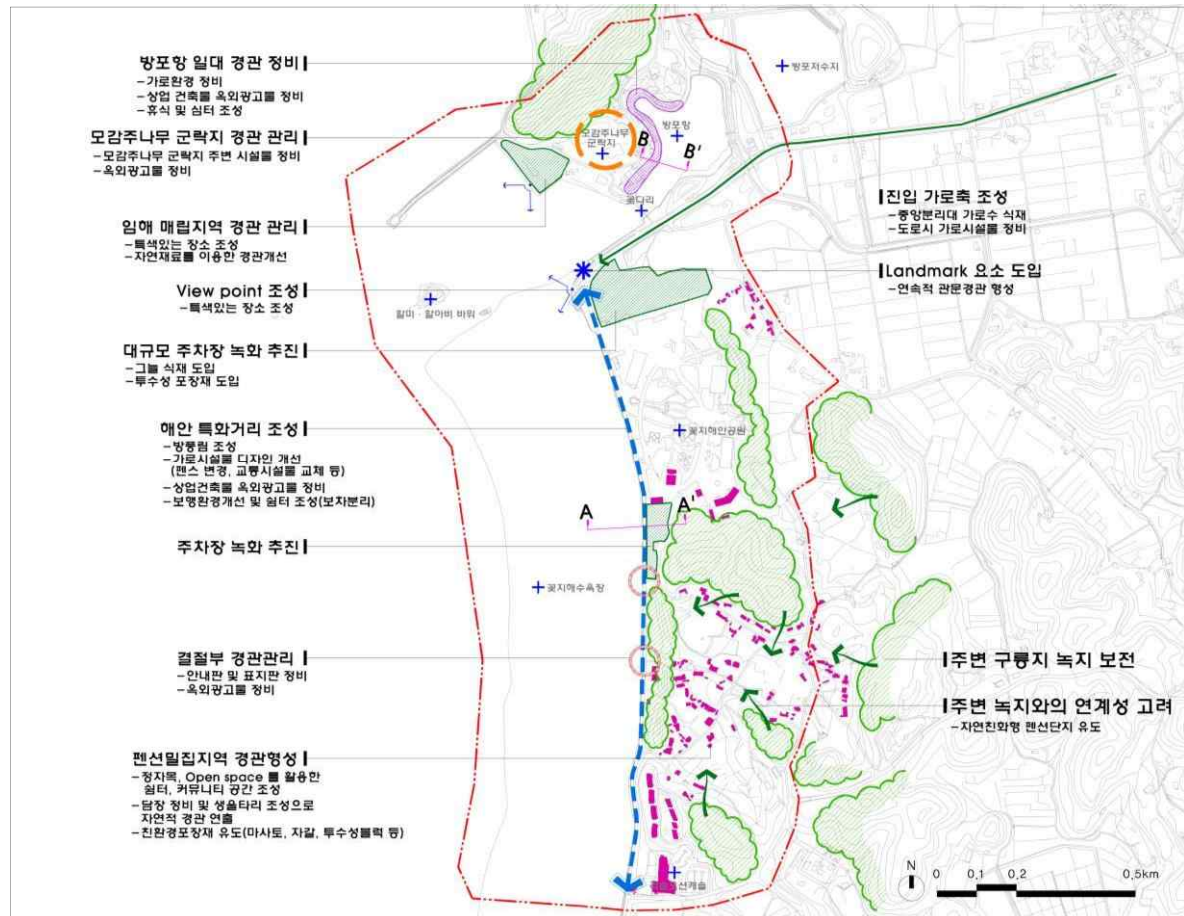 방포항 일대 경관 정비
-가로환경 정비
-상업 건축물 옥외광고물 정비
-휴식 및 쉼터 조성
모감주나무 군락지 경관 관리
-모감주나무 군락지 주변 시설물 정비
-옥외광고물 정비
임해 매립지역 경관 관리
-특색있는 장소 조성
-자연재료를 이용한 경관개선
View point 조성
-특색있는 장소 조성
대규모 주차장 녹화 추진
-그늘 식재 도입
-투수성 포장재 도입
해안 특화거리 조성
-방풍림 조성
-가로시설물 디자인 개선
(펜스 변경, 교통시설물 교체 등)
-상업건축물 옥외광고물 정비
-보행환경개선 및 쉼터 조성(보차분리)
주차장 녹화 추진
결절부 경관관리
-안내판 및 표지판 정비
-옥외광고물 정비
펜션밀집지역 경관형성
-정자목, Open space 를 활용한
쉼터, 커뮤니티 공간 조성
-담장 정비 및 생울타리 조성으로
자연적 경관 연출
-친환경포장재 유도(마사토, 자갈, 투수성블럭 등)
방포저수지
모감주나무
군락지
방포항
B
B'
꽃다리
할미·할아비 바위
꽃지해안공원
A
A'
꽃지해수욕장
진입 가로축 조성
-중앙분리대 가로수 식재
-도로시 가로시설물 정비
Landmark 요소 도입
-연속적 관문경관 형성
주변 구릉지 녹지 보전
주변 녹지와의 연계성 고려
-자연친화형 펜션단지 유도
N
0 0,1 0,2 0,5km